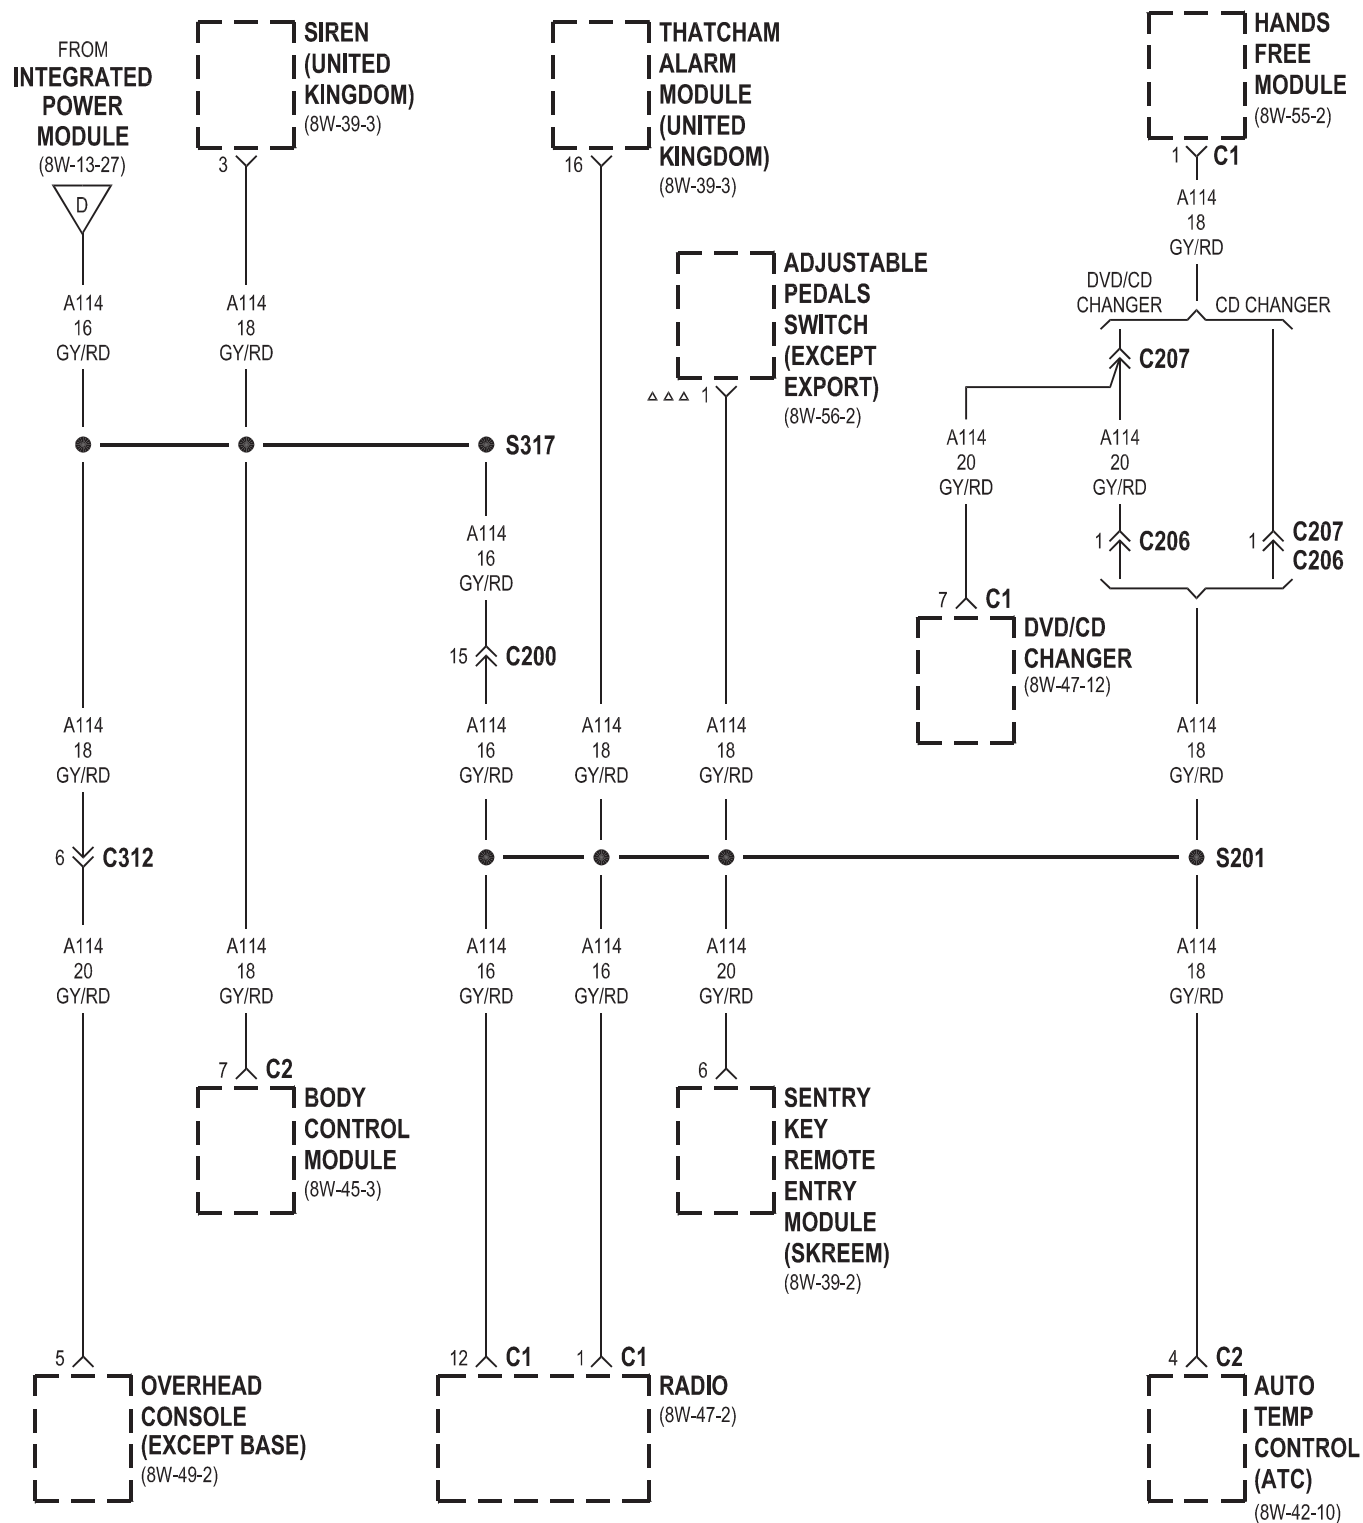 FROM
INTEGRATED
POWER
MODULE
(8W-13-27)
D
SIREN
(UNITED
KINGDOM)
(8W-39-3)
3
THATCHAM
ALARM
MODULE
(UNITED
KINGDOM)
(8W-39-3)
16
HANDS
FREE
MODULE
(8W-55-2)
1 C1
A114
18
GY/RD
ADJUSTABLE
PEDALS
SWITCH
(EXCEPT
EXPORT)
(8W-56-2)
1
DVD/CD
CHANGER
CD CHANGER
C207
A114
16
GY/RD
A114
18
GY/RD
S317
A114
20
GY/RD
A114
20
GY/RD
A114
16
GY/RD
1 C206
1 C207
C206
7 C1
DVD/CD
CHANGER
(8W-47-12)
15 C200
A114
18
GY/RD
A114
16
GY/RD
A114
18
GY/RD
A114
18
GY/RD
A114
18
GY/RD
6 C312
S201
A114
20
GY/RD
A114
18
GY/RD
A114
16
GY/RD
A114
16
GY/RD
A114
20
GY/RD
A114
18
GY/RD
7 C2
BODY
CONTROL
MODULE
(8W-45-3)
6
SENTRY
KEY
REMOTE
ENTRY
MODULE
(SKREEM)
(8W-39-2)
5
OVERHEAD
CONSOLE
(EXCEPT BASE)
(8W-49-2)
12 C1
1 C1
RADIO
(8W-47-2)
4 C2
AUTO
TEMP
CONTROL
(ATC)
(8W-42-10)